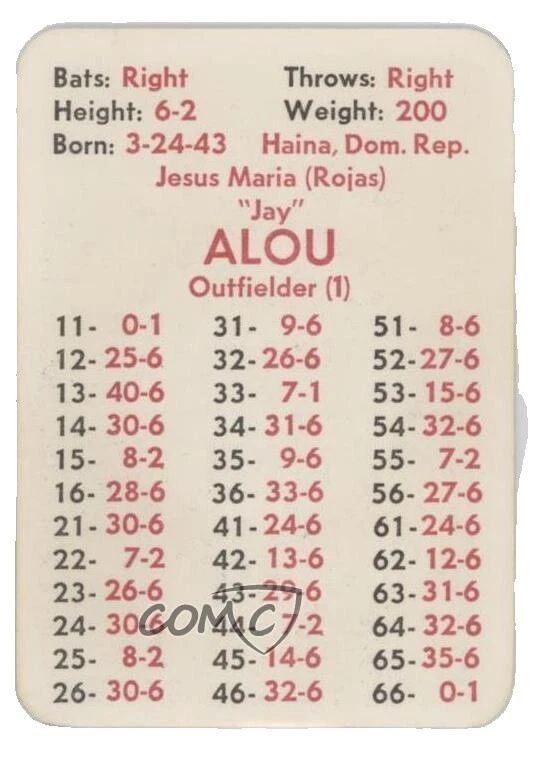 Bats: Right Throws: Right
Height: 6-2 Weight: 200
Born: 3-24-43 Haina, Dom. Rep.
Jesus Maria (Rojas)
"Jay"
ALOU
Outfielder (1)
11- 0-1 31- 9-6 51- 8-6
12- 25-6 32- 26-6 52- 27-6
13- 40-6 33- 7-1 53- 15-6
14- 30-6 34- 31-6 54- 32-6
15- 8-2 35- 9-6 55- 7-2
16- 28-6 36- 33-6 56- 27-6
21- 30-6 41- 24-6 61- 24-6
22- 7-2 42- 13-6 62- 12-6
23- 26-6 43- 29-6 63- 31-6
24- 30-6 44- 7-2 64- 32-6
25- 8-2 45- 14-6 65- 35-6
26- 30-6 46- 32-6 66- 0-1
COMC